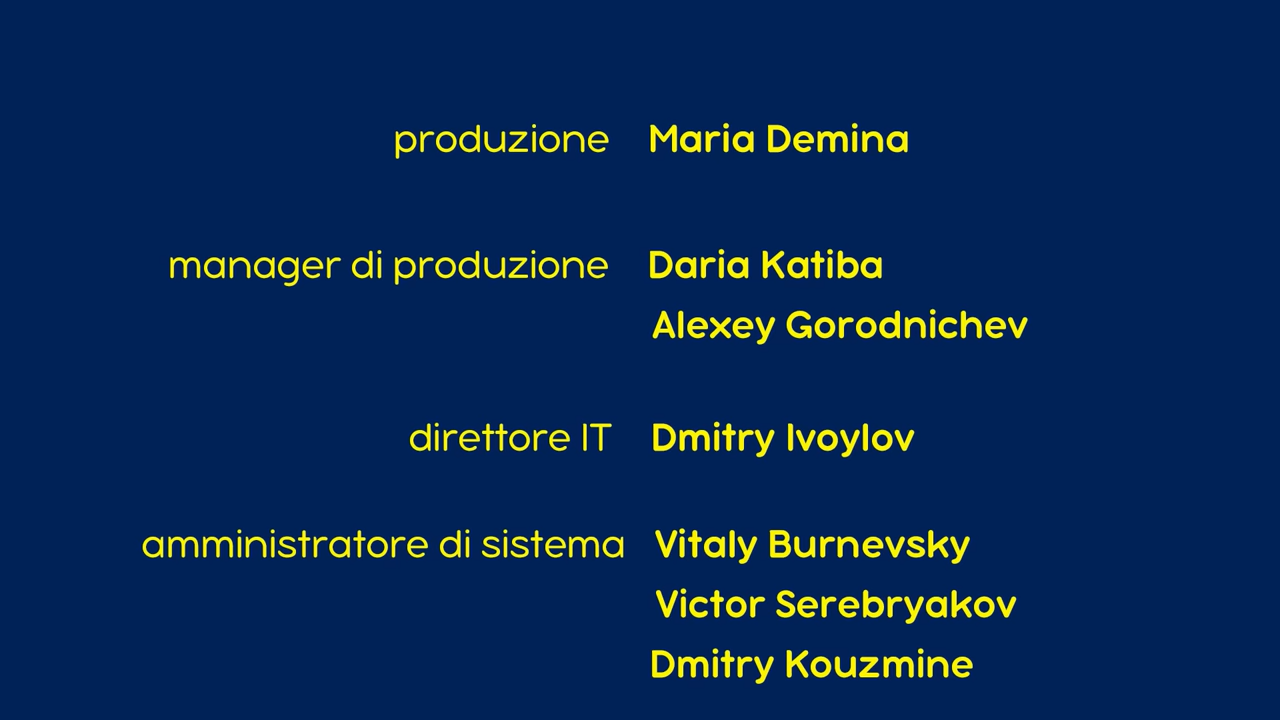 produzione Maria Demina
manager di produzione Daria Katiba
Alexey Gorodnichev
direttore IT Dmitry Ivoylov
amministratore di sistema Vitaly Burnevsky
Victor Serebryakov
Dmitry Kouzmine